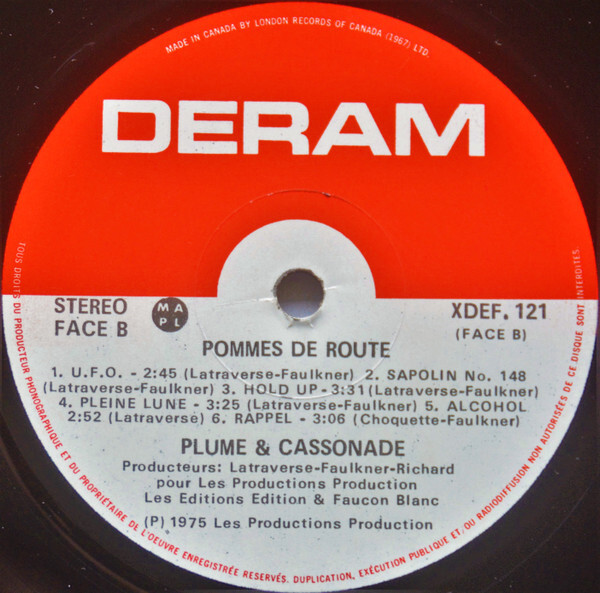 MADE IN CANADA BY LONDON RECORDS OF CANADA (1967) LTD.
DERAM
STEREO
FACE B
MAPL
XDEF. 121
(FACE B)
POMMES DE ROUTE
1. U.F.O. - 2:45 (Latraverse-Faulkner) 2. SAPOLIN No. 148
(Latraverse-Faulkner) 3. HOLD UP - 3:31 (Latraverse-Faulkner)
4. PLEINE LUNE - 3:25 (Latraverse-Faulkner) 5. ALCOHOL
2:52 (Latraverse) 6. RAPPEL - 3:06 (Choquette-Faulkner)
PLUME & CASSONADE
Producteurs: Latraverse-Faulkner-Richard
pour Les Productions Production
Les Editions Edition & Faucon Blanc
(P) 1975 Les Productions Production
TOUS DROITS DU PRODUCTEUR PHONOGRAPHIQUE ET DU PROPRIÉTAIRE DE L'OEUVRE ENREGISTRÉE RESERVÉS. DUPLICATION, EXÉCUTION PUBLIQUE ET, OU RADIODIFFUSION NON AUTORISÉES DE CE DISQUE SONT INTERDITES.